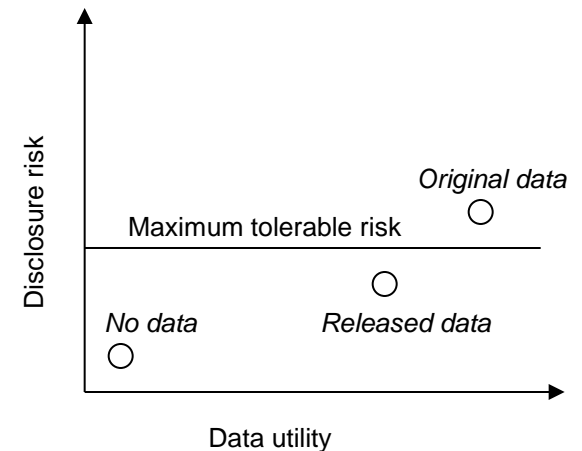 Disclosure risk
Original data
Maximum tolerable risk
No data
Released data
Data utility